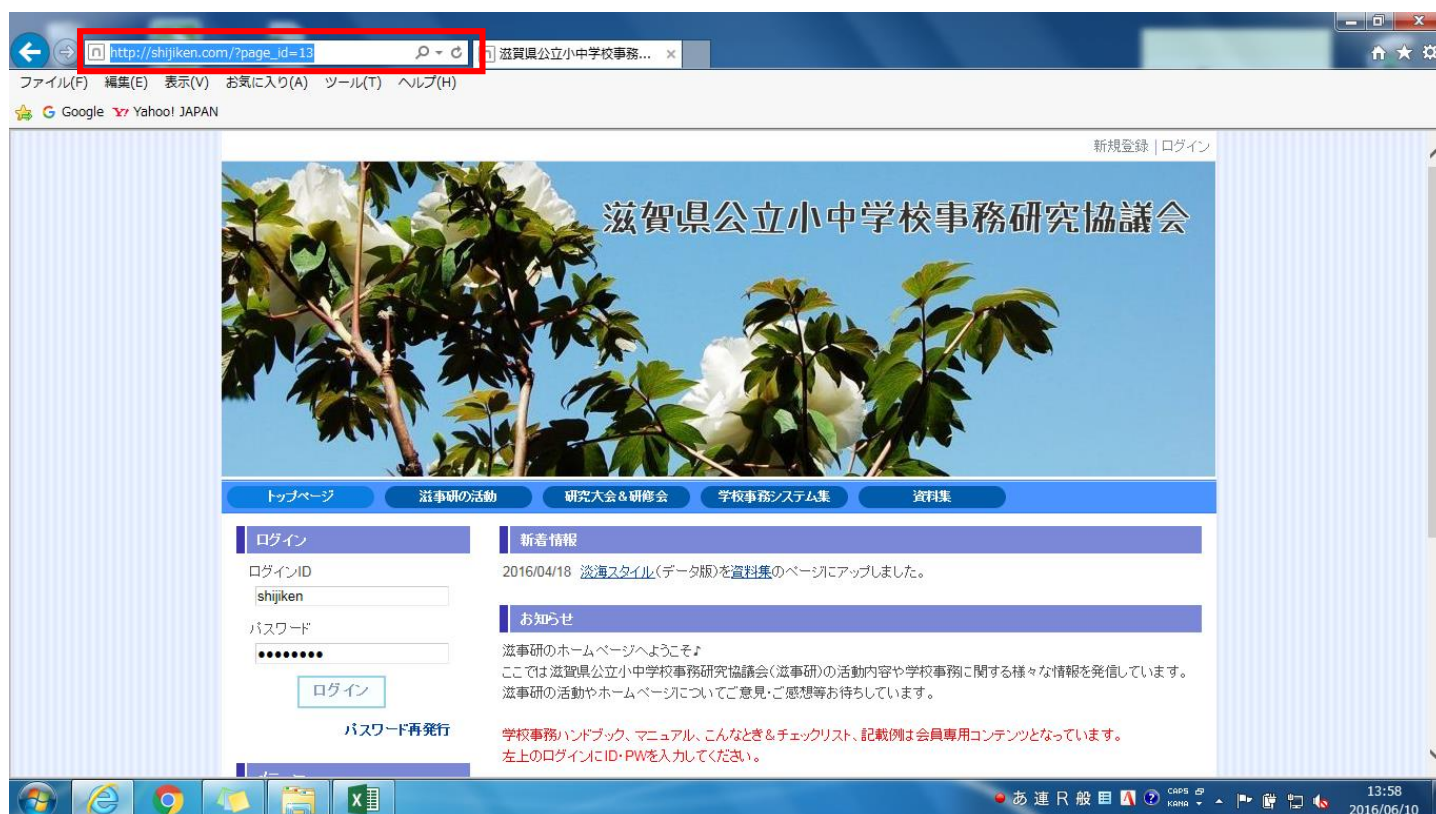 http://shijiken.com/?page_id=13
滋賀県公立小中学校事務...
ファイル(F) 編集(E) 表示(V) お気に入り(A) ツール(T) ヘルプ(H)
Google Yahoo! JAPAN
新規登録 | ログイン
滋賀県公立小中学校事務研究協議会
トップページ 滋事研の活動 研究大会&研修会 学校事務システム集 資料集
ログイン
ログインID
shijiken
パスワード
••••••••
ログイン
パスワード再発行
新着情報
2016/04/18 淡海スタイル(データ版)を資料集のページにアップしました。
お知らせ
滋事研のホームページへようこそ♪
ここでは滋賀県公立小中学校事務研究協議会(滋事研)の活動内容や学校事務に関する様々な情報を発信しています。
滋事研の活動やホームページについてご意見・ご感想等お待ちしています。
学校事務ハンドブック、マニュアル、こんなとき&チェックリスト、記載例は会員専用コンテンツとなっています。
左上のログインにID・PWを入力してください。
あ 連 R 般 CAPS KANA
13:58
2016/06/10